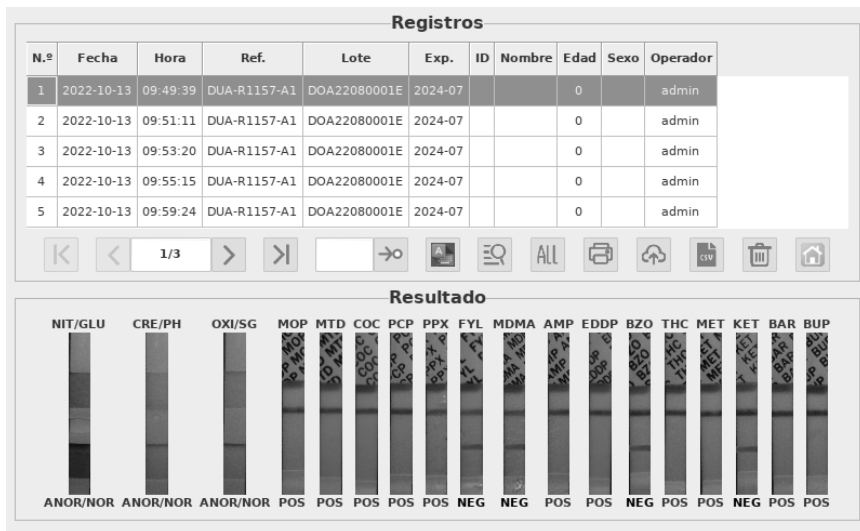 Registros
N.º Fecha Hora Ref. Lote Exp. ID Nombre Edad Sexo Operador
1 2022-10-13 09:49:39 DUA-R1157-A1 DOA22080001E 2024-07 0 admin
2 2022-10-13 09:51:11 DUA-R1157-A1 DOA22080001E 2024-07 0 admin
3 2022-10-13 09:53:20 DUA-R1157-A1 DOA22080001E 2024-07 0 admin
4 2022-10-13 09:55:15 DUA-R1157-A1 DOA22080001E 2024-07 0 admin
5 2022-10-13 09:59:24 DUA-R1157-A1 DOA22080001E 2024-07 0 admin
1/3 A ALL CSV
Resultado
NIT/GLU CRE/PH OXI/SG MOP MTD COC PCP PPX FYL MDMA AMP EDDP BZO THC MET KET BAR BUP
ANOR/NOR ANOR/NOR ANOR/NOR POS POS POS POS POS NEG NEG POS POS NEG POS POS NEG POS POS